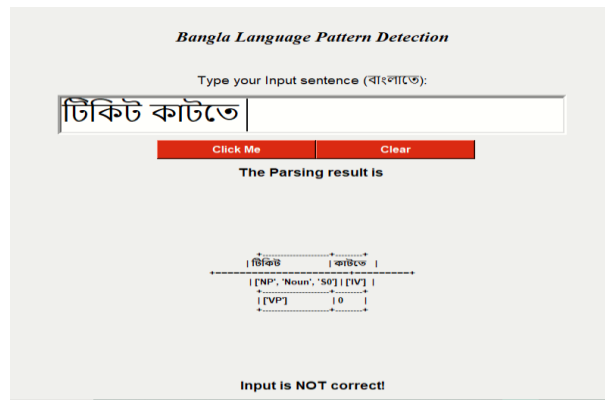 Bangla Language Pattern Detection
Type your Input sentence (বাংলাতে):
টিকিট কাটতে
Click Me Clear
The Parsing result is
+--------------------+--------+
| টিকিট | কাটতে |
+====================+========+
| ['NP', 'Noun', 'S0'] | ['IV'] |
+--------------------+--------+
| ['VP'] | 0 |
+--------------------+--------+
Input is NOT correct!